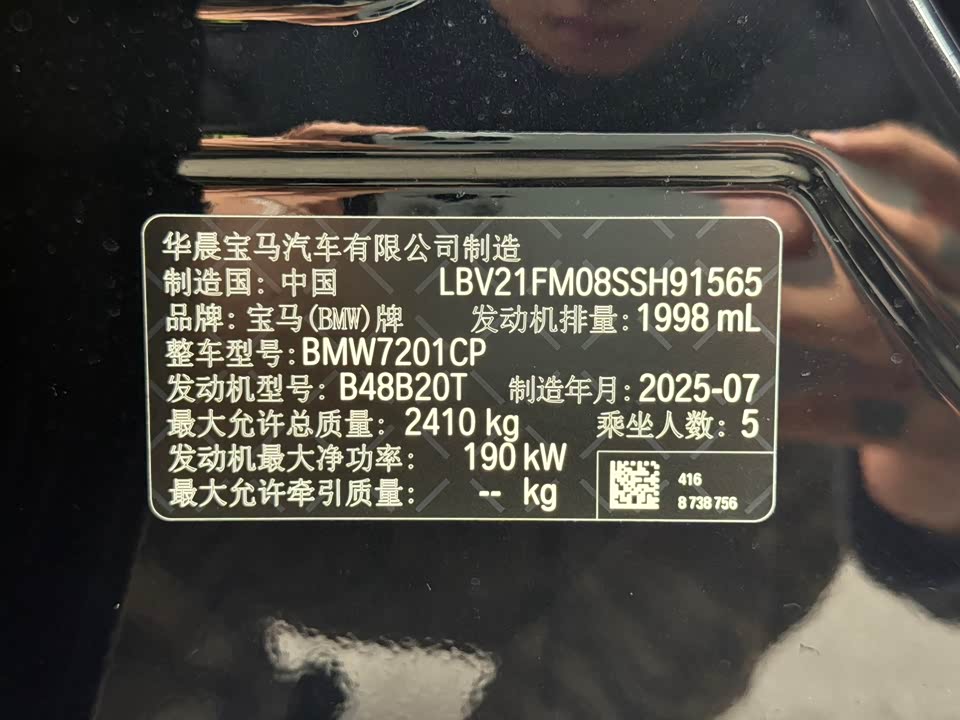 华晨宝马汽车有限公司制造
制造国：中国 LBV21FM08SSH91565
品牌：宝马(BMW)牌 发动机排量：1998 mL
整车型号：BMW7201CP
发动机型号：B48B20T 制造年月：2025-07
最大允许总质量：2410 kg 乘坐人数：5
发动机最大净功率：190 kW
最大允许牵引质量：-- kg
416
8 738 756